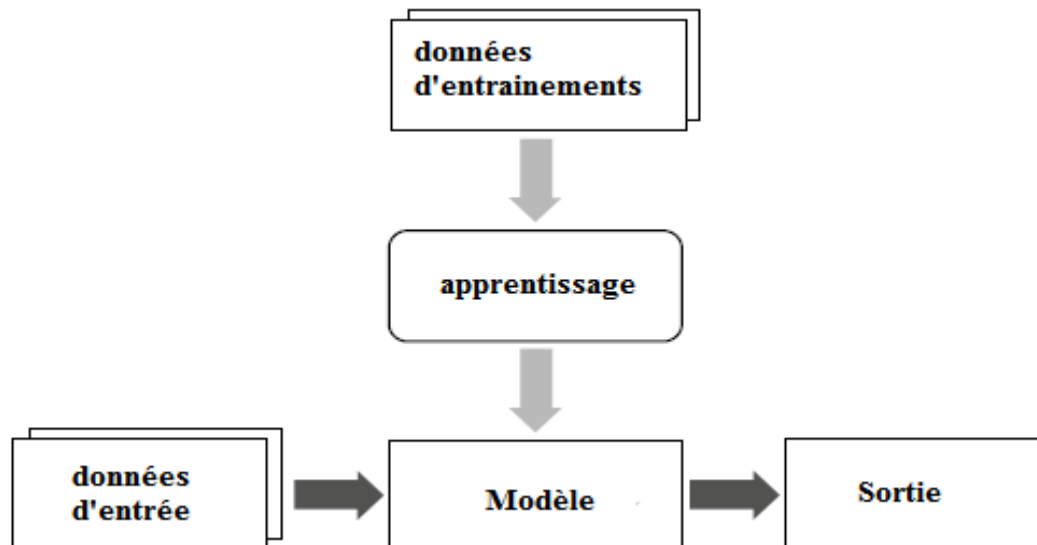 données
d'entrainements
apprentissage
données
d'entrée
Modèle
Sortie